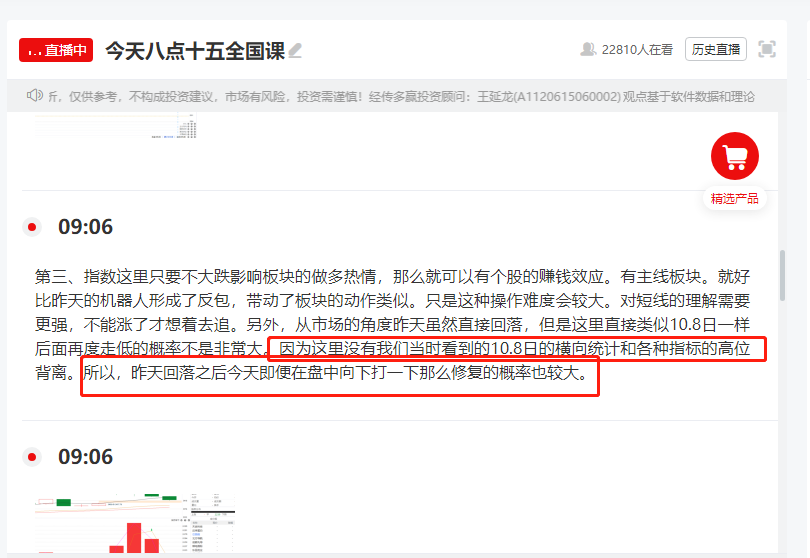 直播中 今天八点十五全国课 22810人在看 历史直播
斤，仅供参考，不构成投资建议，市场有风险，投资需谨慎！经传多赢投资顾问：王延龙(A1120615060002) 观点基于软件数据和理论
精选产品
09:06
第三、指数这里只要不大跌影响板块的做多热情，那么就可以有个股的赚钱效应。有主线板块。就好
比昨天的机器人形成了反包，带动了板块的动作类似。只是这种操作难度会较大。对短线的理解需要
更强，不能涨了才想着去追。另外，从市场的角度昨天虽然直接回落，但是这里直接类似10.8日一样
后面再度走低的概率不是非常大。因为这里没有我们当时看到的10.8日的横向统计和各种指标的高位
背离。所以，昨天回落之后今天即便在盘中向下打一下那么修复的概率也较大。
09:06